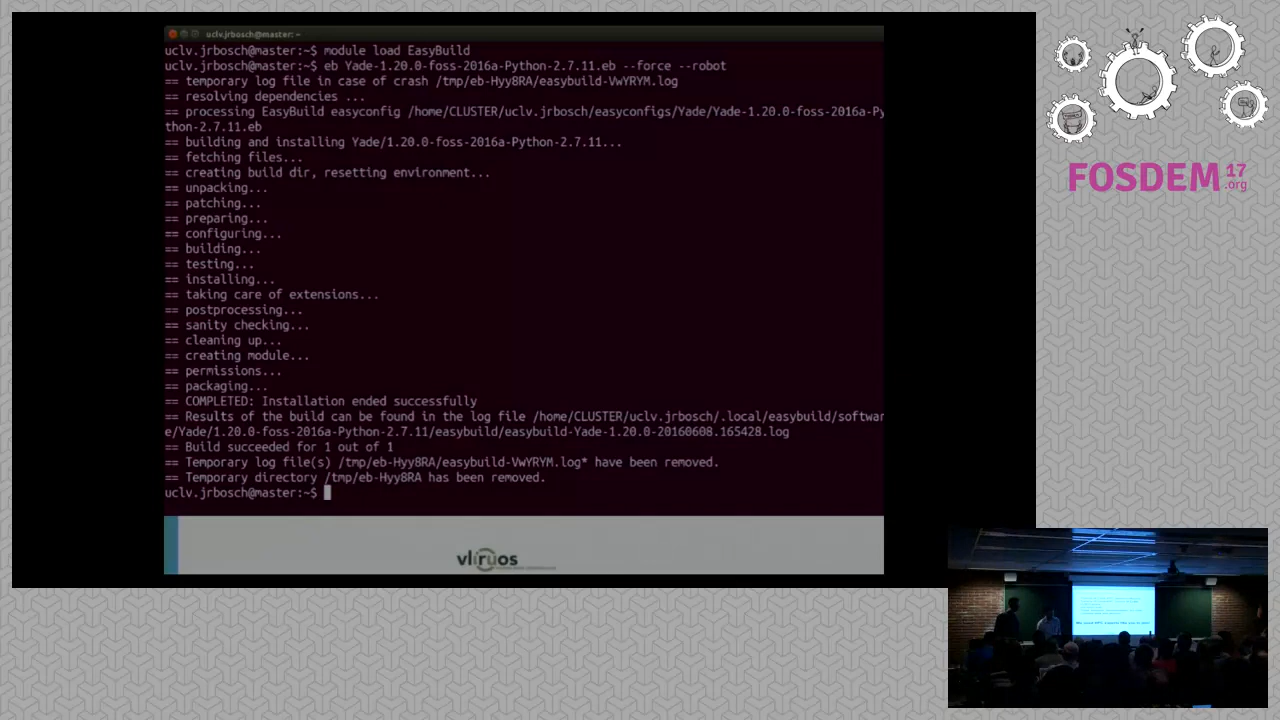 uclv.jrbosch@master: ~
uclv.jrbosch@master:~$ module load EasyBuild
uclv.jrbosch@master:~$ eb Yade-1.20.0-foss-2016a-Python-2.7.11.eb --force --robot
== temporary log file in case of crash /tmp/eb-Hyy8RA/easybuild-VwYRYM.log
== resolving dependencies ...
== processing EasyBuild easyconfig /home/CLUSTER/uclv.jrbosch/easyconfigs/Yade/Yade-1.20.0-foss-2016a-Py
thon-2.7.11.eb
== building and installing Yade/1.20.0-foss-2016a-Python-2.7.11...
== fetching files...
== creating build dir, resetting environment...
== unpacking...
== patching...
== preparing...
== configuring...
== building...
== testing...
== installing...
== taking care of extensions...
== postprocessing...
== sanity checking...
== cleaning up...
== creating module...
== permissions...
== packaging...
== COMPLETED: Installation ended successfully
== Results of the build can be found in the log file /home/CLUSTER/uclv.jrbosch/.local/easybuild/softwar
e/Yade/1.20.0-foss-2016a-Python-2.7.11/easybuild/easybuild-Yade-1.20.0-20160608.165428.log
== Build succeeded for 1 out of 1
== Temporary log file(s) /tmp/eb-Hyy8RA/easybuild-VwYRYM.log* have been removed.
== Temporary directory /tmp/eb-Hyy8RA has been removed.
uclv.jrbosch@master:~$
vliruos
FOSDEM 17
.org